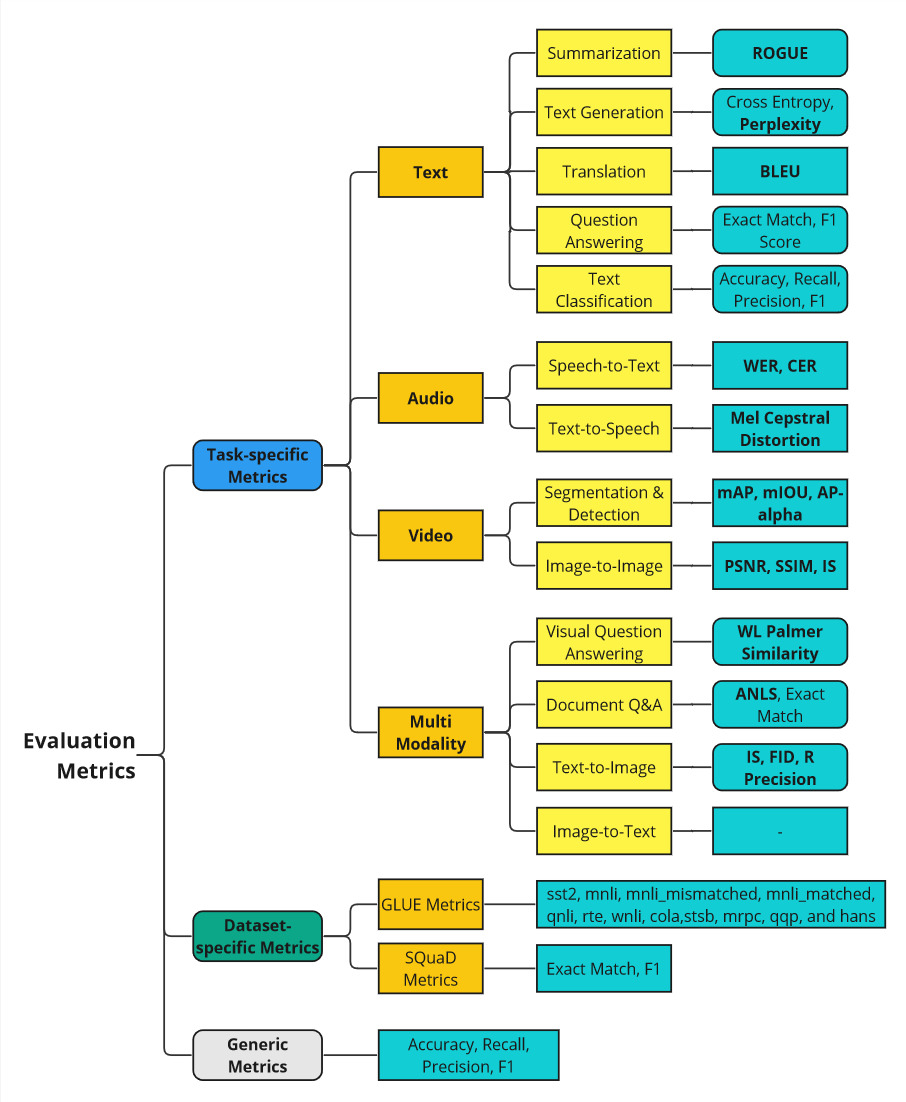 Evaluation
Metrics
Task-specific
Metrics
Text
Summarization
ROGUE
Text Generation
Cross Entropy,
Perplexity
Translation
BLEU
Question
Answering
Exact Match, F1
Score
Text
Classification
Accuracy, Recall,
Precision, F1
Audio
Speech-to-Text
WER, CER
Text-to-Speech
Mel Cepstral
Distortion
Video
Segmentation &
Detection
mAP, mIOU, AP-
alpha
Image-to-Image
PSNR, SSIM, IS
Multi
Modality
Visual Question
Answering
WL Palmer
Similarity
Document Q&A
ANLS, Exact
Match
Text-to-Image
IS, FID, R
Precision
Image-to-Text
-
Dataset-
specific Metrics
GLUE Metrics
sst2, mnli, mnli_mismatched, mnli_matched,
qnli, rte, wnli, cola,stsb, mrpc, qqp, and hans
SQuaD
Metrics
Exact Match, F1
Generic
Metrics
Accuracy, Recall,
Precision, F1